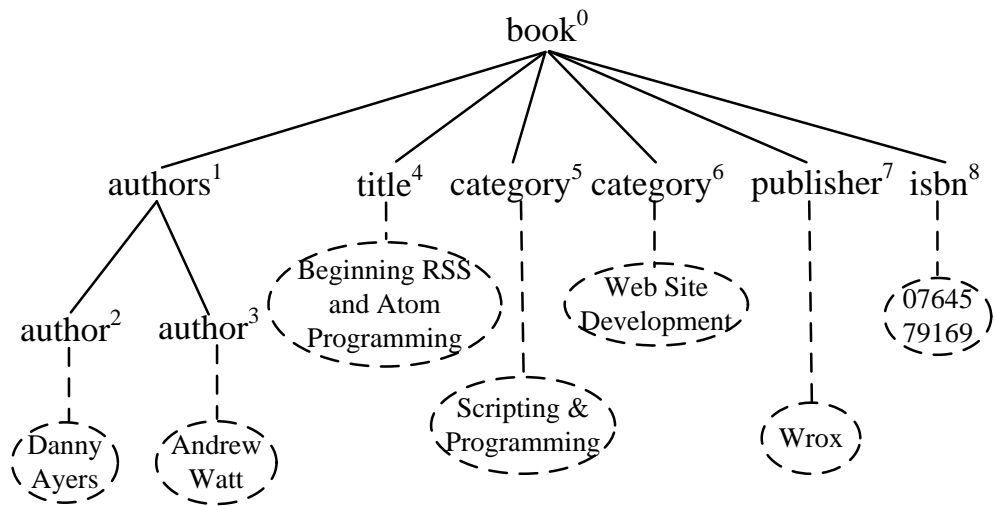 book⁰
authors¹ title⁴ category⁵ category⁶ publisher⁷ isbn⁸
author² author³
Beginning RSS
and Atom
Programming
Web Site
Development
07645
79169
Danny
Ayers
Andrew
Watt
Scripting &
Programming
Wrox